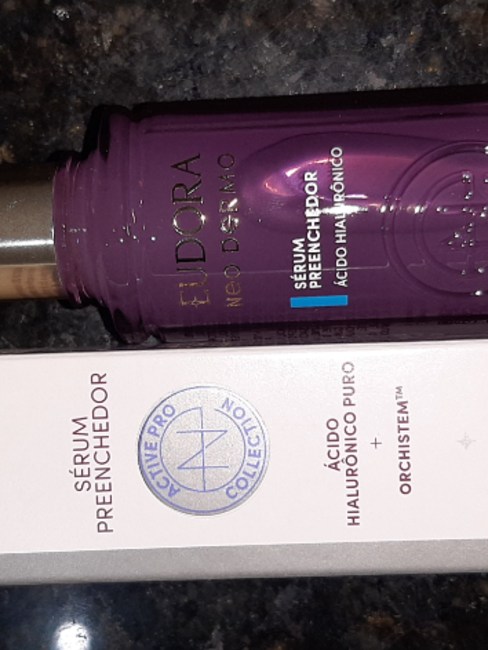 EUDORA
NEO DERMO
SÉRUM
PREENCHEDOR
ÁCIDO HIALURÔNICO
SÉRUM
PREENCHEDOR
ACTIVE PRO
COLLECTION
ÁCIDO
HIALURÔNICO PURO
+
ORCHISTEM™